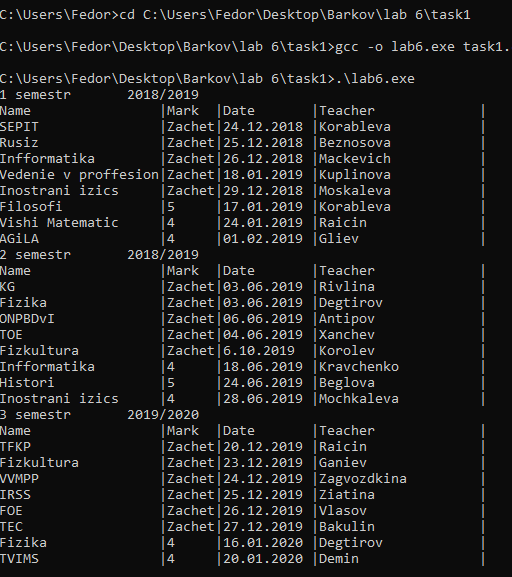 C:\Users\Fedor>cd C:\Users\Fedor\Desktop\Barkov\lab 6\task1
C:\Users\Fedor\Desktop\Barkov\lab 6\task1>gcc -o lab6.exe task1.
C:\Users\Fedor\Desktop\Barkov\lab 6\task1>.\lab6.exe
1 semestr       2018/2019
Name                |Mark  |Date       |Teacher             |
SEPIT               |Zachet|24.12.2018 |Korableva           |
Rusiz               |Zachet|25.12.2018 |Beznosova           |
Infformatika        |Zachet|26.12.2018 |Mackevich           |
Vedenie v proffesion|Zachet|18.01.2019 |Kuplinova           |
Inostrani izics     |Zachet|29.12.2018 |Moskaleva           |
Filosofi            |5     |17.01.2019 |Korableva           |
Vishi Matematic     |4     |24.01.2019 |Raicin              |
AGiLA               |4     |01.02.2019 |Gliev               |
2 semestr       2018/2019
Name                |Mark  |Date       |Teacher             |
KG                  |Zachet|03.06.2019 |Rivlina             |
Fizika              |Zachet|03.06.2019 |Degtirov            |
ONPBDvI             |Zachet|06.06.2019 |Antipov             |
TOE                 |Zachet|04.06.2019 |Xanchev             |
Fizkultura          |Zachet|6.10.2019  |Korolev             |
Infformatika        |4     |18.06.2019 |Kravchenko          |
Histori             |5     |24.06.2019 |Beglova             |
Inostrani izics     |4     |28.06.2019 |Mochkaleva          |
3 semestr       2019/2020
Name                |Mark  |Date       |Teacher             |
TFKP                |Zachet|20.12.2019 |Raicin              |
Fizkultura          |Zachet|23.12.2019 |Ganiev              |
VVMPP               |Zachet|24.12.2019 |Zagvozdkina         |
IRSS                |Zachet|25.12.2019 |Ziatina             |
FOE                 |Zachet|26.12.2019 |Vlasov              |
TEC                 |Zachet|27.12.2019 |Bakulin             |
Fizika              |4     |16.01.2020 |Degtirov            |
TVIMS               |4     |20.01.2020 |Demin               |